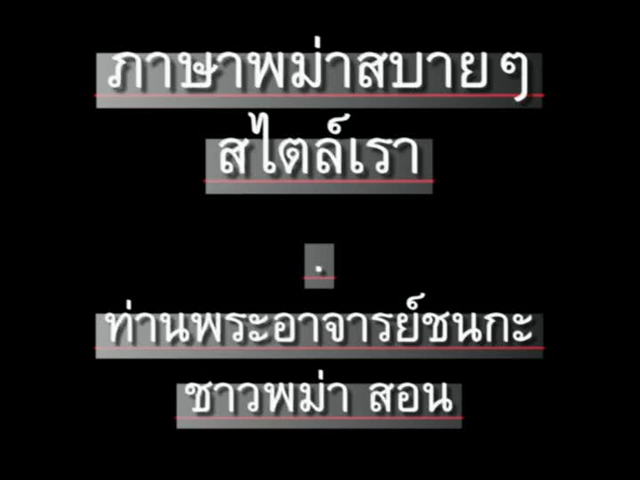 ภาษาพม่าสบายๆ
สไตล์เรา
.
ท่านพระอาจารย์ชนกะ
ชาวพม่า สอน